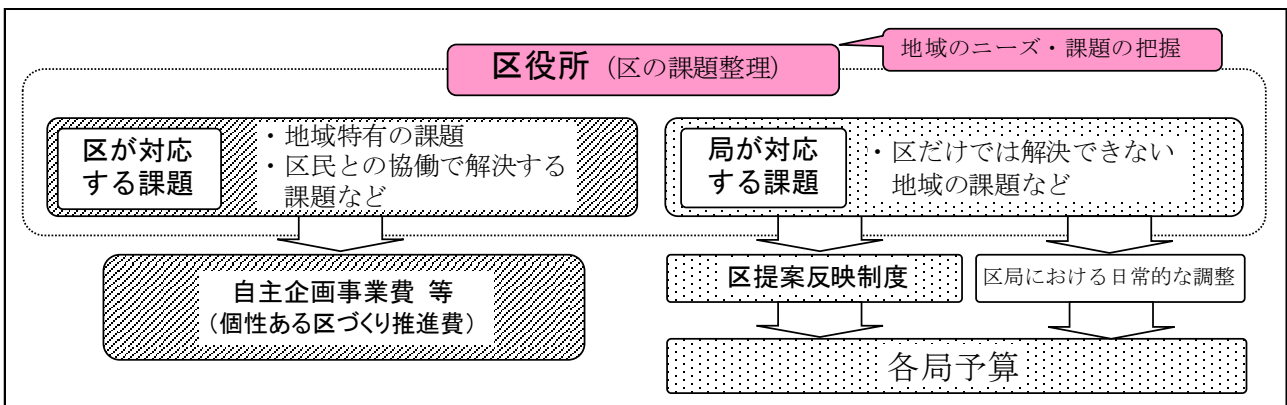 地域のニーズ・課題の把握
区役所（区の課題整理）
区が対応
する課題
・地域特有の課題
・区民との協働で解決する
課題など
局が対応
する課題
・区だけでは解決できない
地域の課題など
自主企画事業費 等
（個性ある区づくり推進費）
区提案反映制度
区局における日常的な調整
各局予算